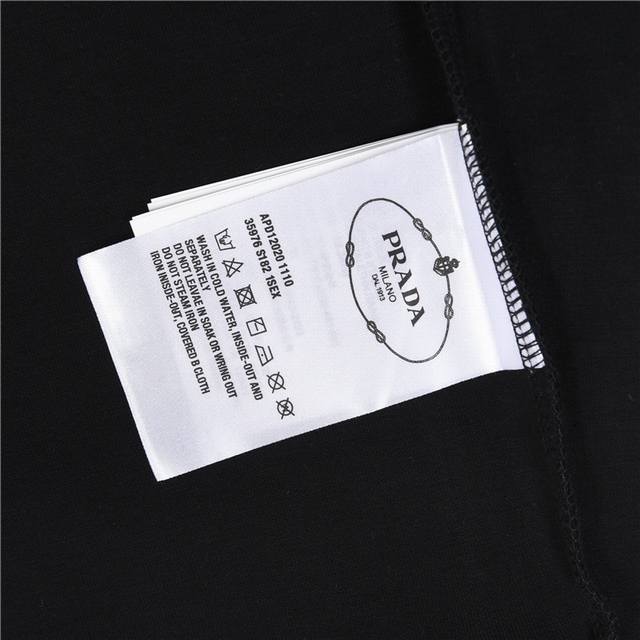 PRADA
MILANO
DAL 1913
APD12020 1110
35976 S182 1SEX
WASH IN COLD WATER, INSIDE-OUT AND
SEPARATELY
DO NOT LEAVAE IN SOAK OR WRING OUT
DO NOT STEAM IRON
IRON INSIDE-OUT, COVERED B CLOTH